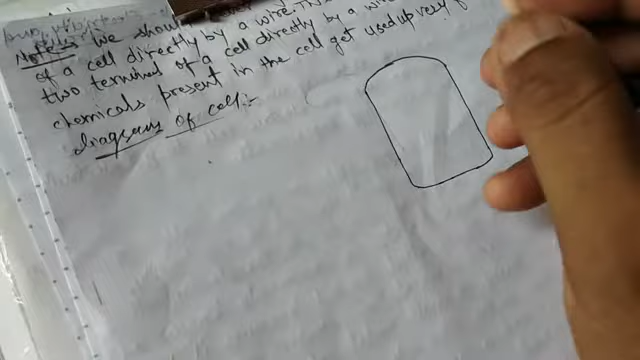 Note:- We should
of a cell directly by a wire. This
two terminal of a cell directly by a wire
chemicals present in the cell get used up very f
diagram of cell:-